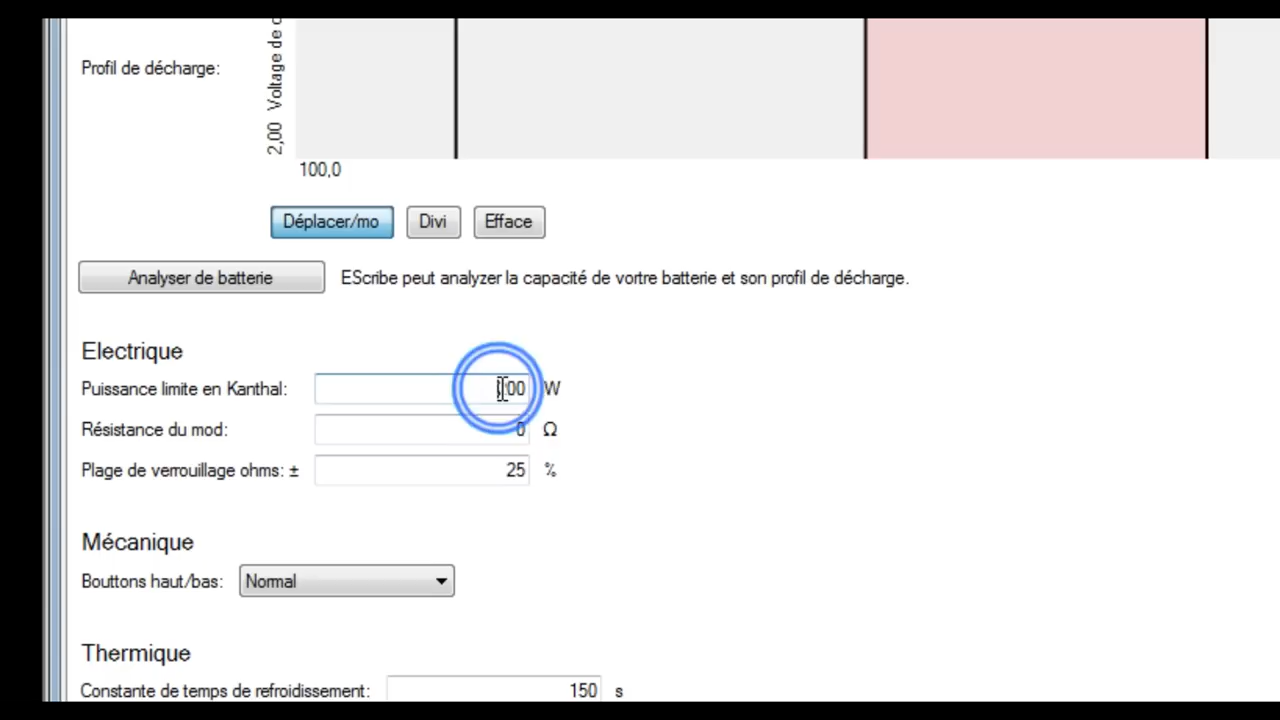 Profil de décharge:
2,00 Voltage de
100,0
Déplacer/mo Divi Efface
Analyser de batterie EScribe peut analyzer la capacité de vortre batterie et son profil de décharge.
Electrique
Puissance limite en Kanthal: W
Résistance du mod: 0 Ω
Plage de verrouillage ohms: ± 25 %
Mécanique
Bouttons haut/bas: Normal
Thermique
Constante de temps de refroidissement: 150 s